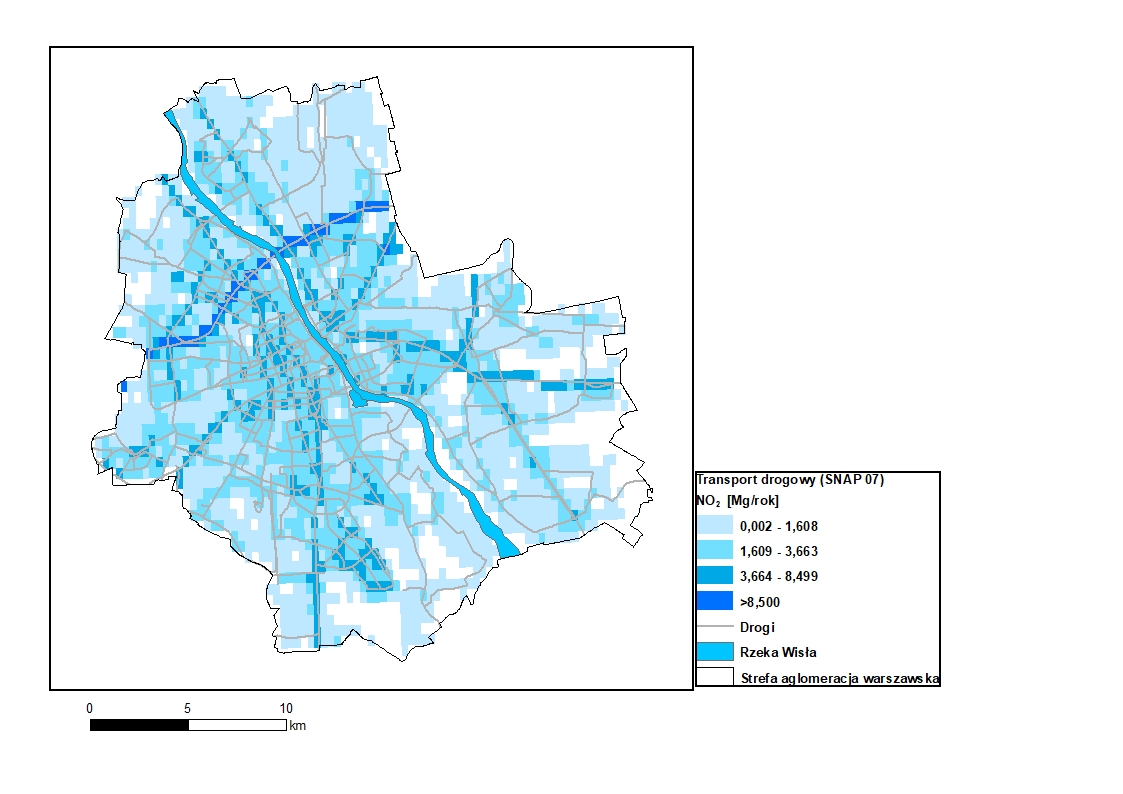 Transport drogowy (SNAP 07)
NO₂ [Mg/rok]
0,002 - 1,608
1,609 - 3,663
3,664 - 8,499
>8,500
Drogi
Rzeka Wisła
Strefa aglomeracja warszawska
0 5 10
km